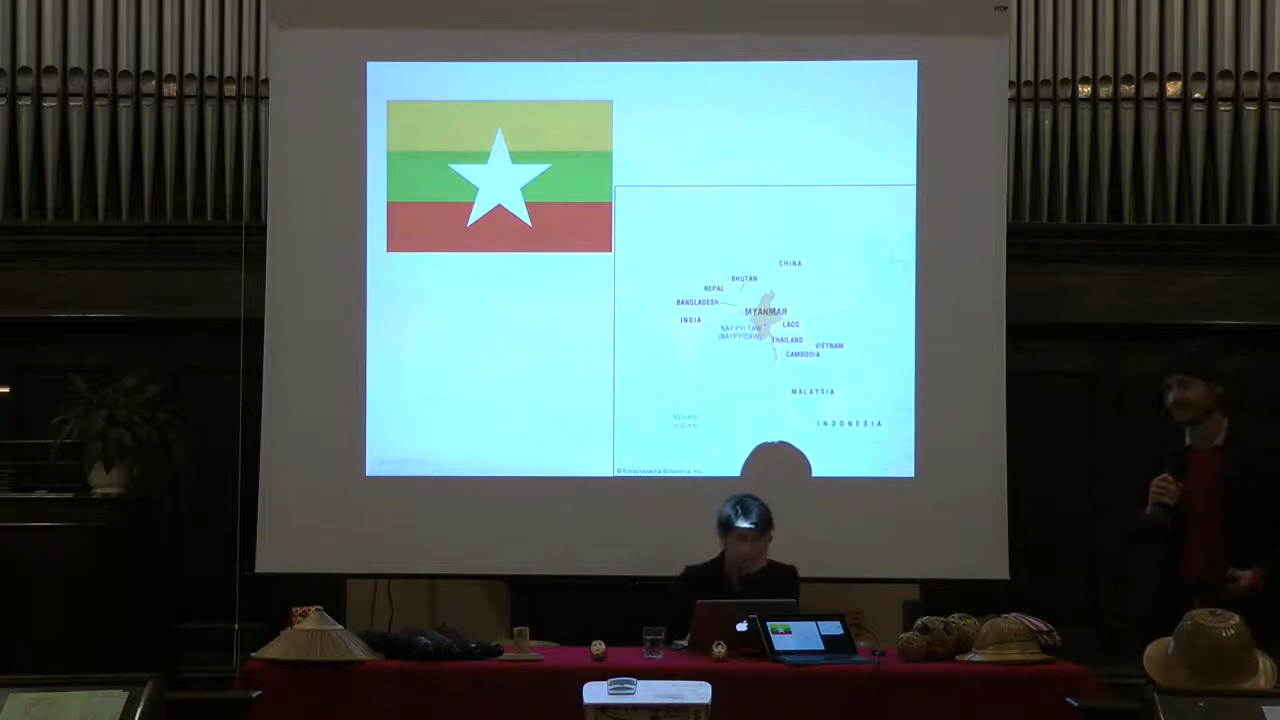 STOP
CHINA
BHUTAN
NEPAL
BANGLADESH
MYANMAR
INDIA
LAOS
NAY PYI TAW
(NAYPYIDAW)
THAILAND
VIETNAM
CAMBODIA
MALAYSIA
INDIAN
OCEAN
INDONESIA
© Encyclopædia Britannica, Inc.